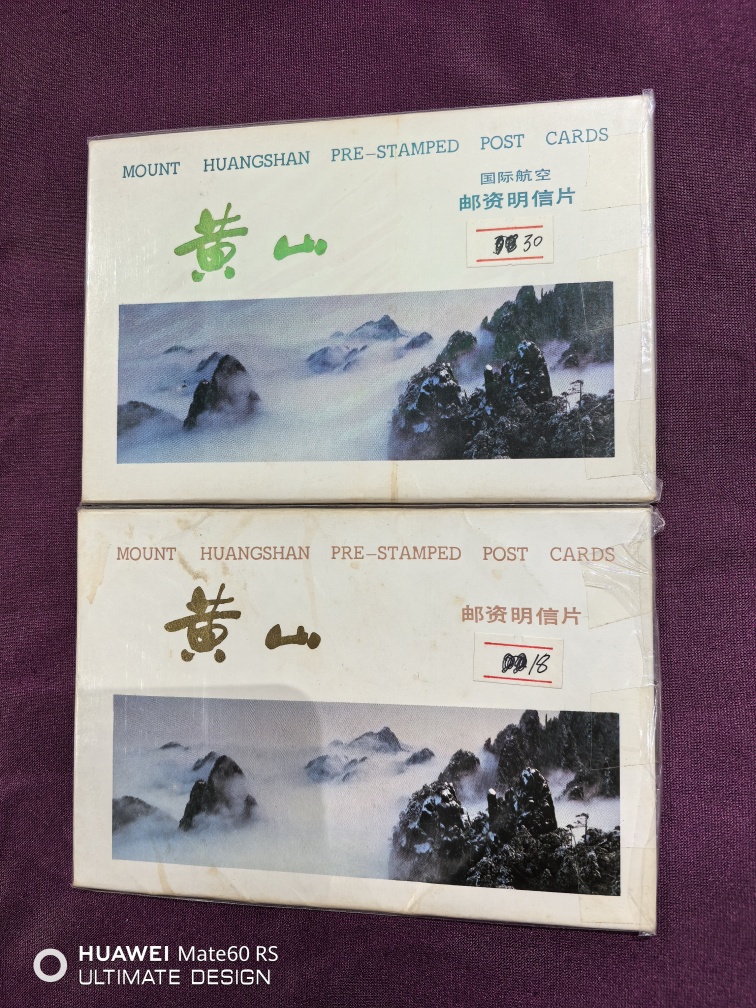 MOUNT HUANGSHAN PRE–STAMPED POST CARDS
国际航空
邮资明信片
黄山
30
MOUNT HUANGSHAN PRE–STAMPED POST CARDS
邮资明信片
黄山
18
HUAWEI Mate60 RS
ULTIMATE DESIGN